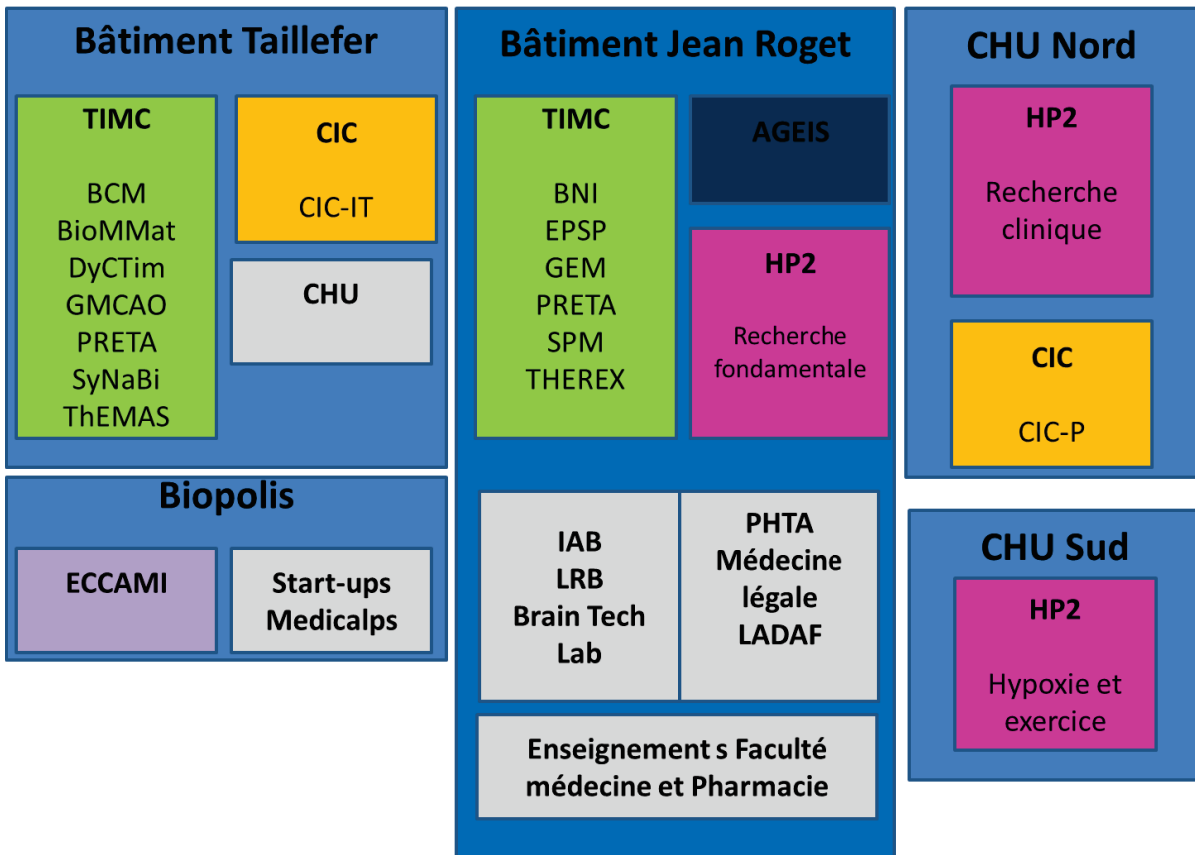 Bâtiment Taillefer
TIMC
BCM
BioMMat
DyCTim
GMCAO
PRETA
SyNaBi
ThEMAS
CIC
CIC-IT
CHU
Biopolis
ECCAMI
Start-ups
Medicalps
Bâtiment Jean Roget
TIMC
BNI
EPSP
GEM
PRETA
SPM
THEREX
AGEIS
HP2
Recherche
fondamentale
IAB
LRB
Brain Tech
Lab
PHTA
Médecine
légale
LADAF
Enseignement s Faculté
médecine et Pharmacie
CHU Nord
HP2
Recherche
clinique
CIC
CIC-P
CHU Sud
HP2
Hypoxie et
exercice